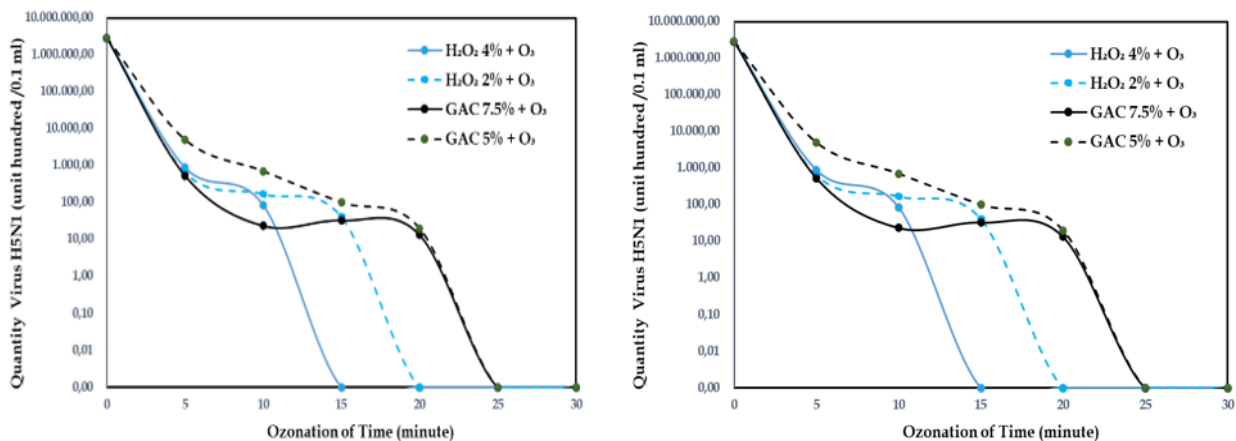 Quantity Virus H5N1 (unit hundred /0.1 ml)
10.000.000,00
1.000.000,00
100.000,00
10.000,00
1.000,00
100,00
10,00
1,00
0,10
0,01
0,00
H₂O₂ 4% + O₃
H₂O₂ 2% + O₃
GAC 7.5% + O₃
GAC 5% + O₃
0 5 10 15 20 25 30
Ozonation of Time (minute)
Quantity Virus H5N1 (unit hundred /0.1 ml)
10.000.000,00
1.000.000,00
100.000,00
10.000,00
1.000,00
100,00
10,00
1,00
0,10
0,01
0,00
H₂O₂ 4% + O₃
H₂O₂ 2% + O₃
GAC 7.5% + O₃
GAC 5% + O₃
0 5 10 15 20 25 30
Ozonation of Time (minute)